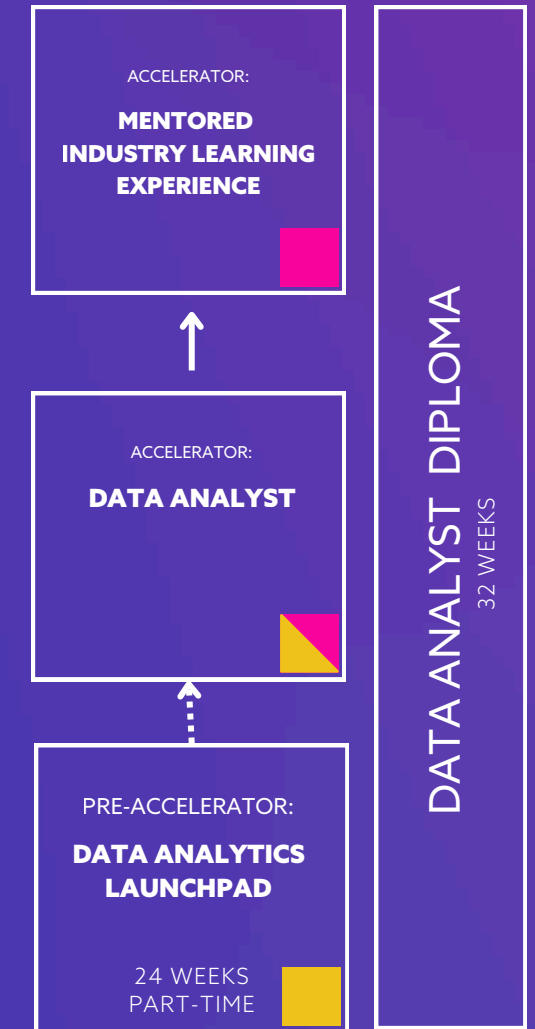 ACCELERATOR:
MENTORED
INDUSTRY LEARNING
EXPERIENCE
ACCELERATOR:
DATA ANALYST
PRE-ACCELERATOR:
DATA ANALYTICS
LAUNCHPAD
24 WEEKS
PART-TIME
DATA ANALYST DIPLOMA
32 WEEKS